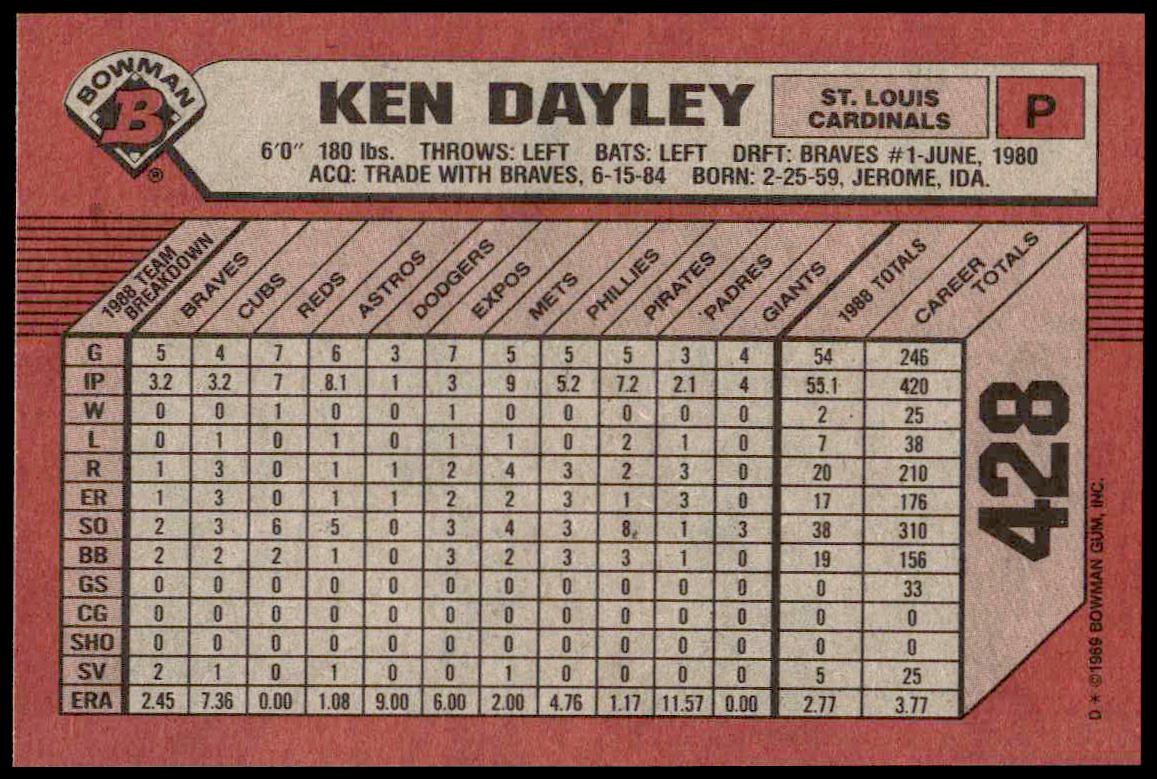 BOWMAN
B
®
KEN DAYLEY
ST. LOUIS
CARDINALS
P
6'0" 180 lbs. THROWS: LEFT BATS: LEFT DRFT: BRAVES #1-JUNE, 1980
ACQ: TRADE WITH BRAVES, 6-15-84 BORN: 2-25-59, JEROME, IDA.
1988 TEAM BREAKDOWN BRAVES CUBS REDS ASTROS DODGERS EXPOS METS PHILLIES PIRATES PADRES GIANTS 1988 TOTALS CAREER TOTALS
G 5 4 7 6 3 7 5 5 5 3 4 54 246
IP 3.2 3.2 7 8.1 1 3 9 5.2 7.2 2.1 4 55.1 420
W 0 0 1 0 0 1 0 0 0 0 0 2 25
L 0 1 0 1 0 1 1 0 2 1 0 7 38
R 1 3 0 1 1 2 4 3 2 3 0 20 210
ER 1 3 0 1 1 2 2 3 1 3 0 17 176
SO 2 3 6 5 0 3 4 3 8 1 3 38 310
BB 2 2 2 1 0 3 2 3 3 1 0 19 156
GS 0 0 0 0 0 0 0 0 0 0 0 0 33
CG 0 0 0 0 0 0 0 0 0 0 0 0 0
SHO 0 0 0 0 0 0 0 0 0 0 0 0 0
SV 2 1 0 1 0 0 1 0 0 0 0 5 25
ERA 2.45 7.36 0.00 1.08 9.00 6.00 2.00 4.76 1.17 11.57 0.00 2.77 3.77
428
D * ©1989 BOWMAN GUM, INC.